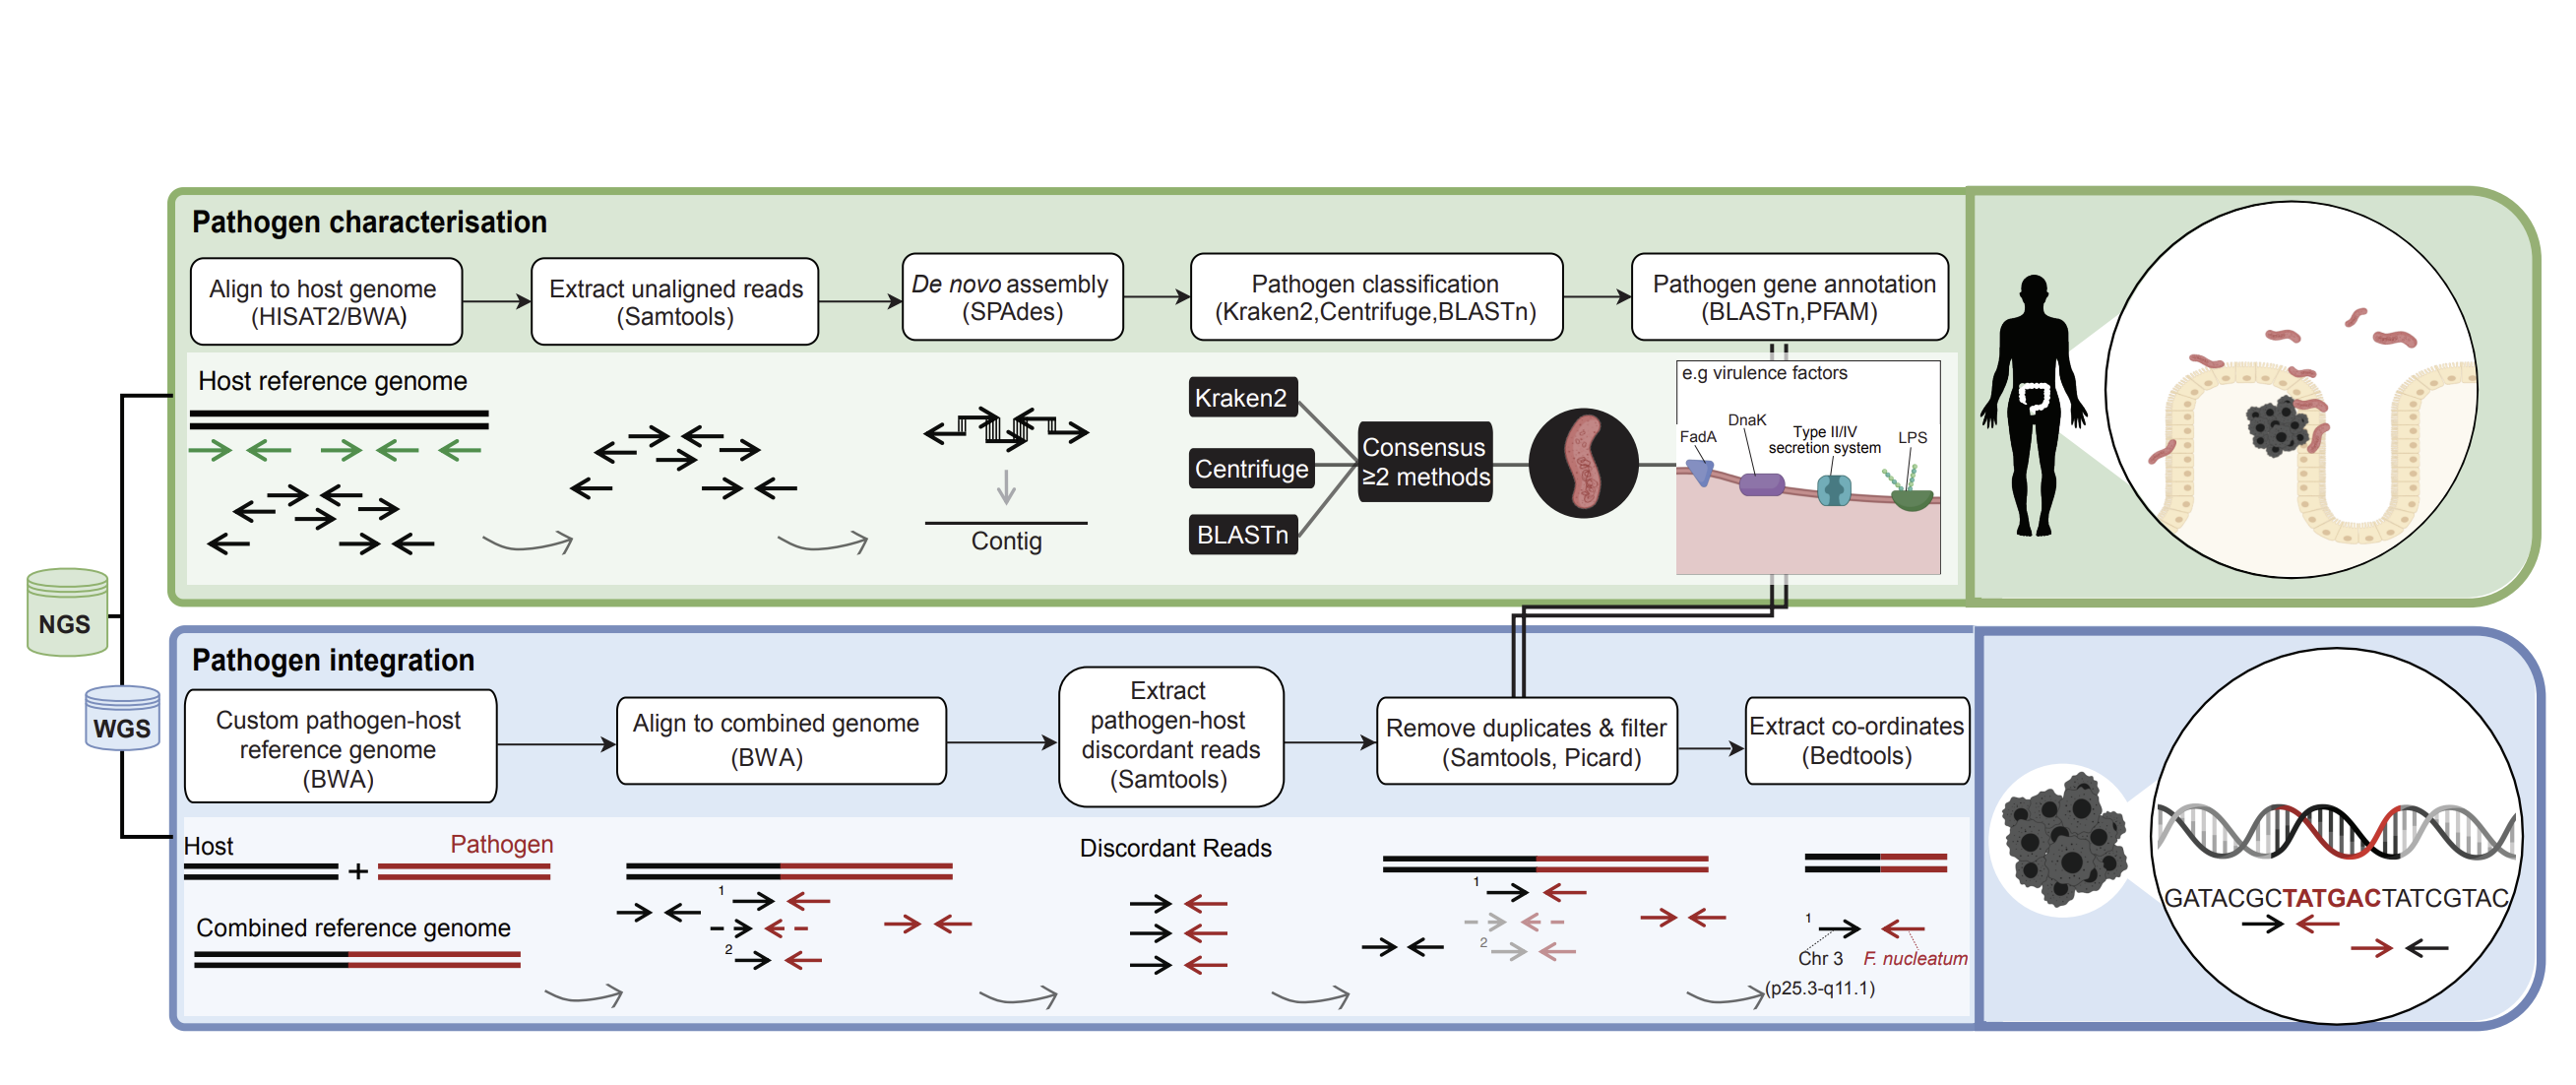 Pathogen characterisation
Align to host genome
(HISAT2/BWA)
Extract unaligned reads
(Samtools)
De novo assembly
(SPAdes)
Pathogen classification
(Kraken2,Centrifuge,BLASTn)
Pathogen gene annotation
(BLASTn,PFAM)
Host reference genome
Contig
Kraken2
Centrifuge
BLASTn
Consensus
≥2 methods
e.g virulence factors
FadA
DnaK
Type II/IV
secretion system
LPS
NGS
WGS
Pathogen integration
Custom pathogen-host
reference genome
(BWA)
Align to combined genome
(BWA)
Extract
pathogen-host
discordant reads
(Samtools)
Remove duplicates & filter
(Samtools, Picard)
Extract co-ordinates
(Bedtools)
Host
Pathogen
+
Combined reference genome
1
2
Discordant Reads
1
2
1
Chr 3
F. nucleatum
(p25.3-q11.1)
GATACGCTATGACTATCGTAC